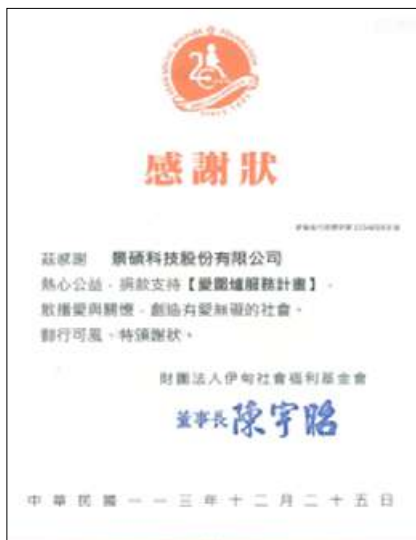 感謝狀
茲感謝 景碩科技股份有限公司
熱心公益，捐款支持【愛圍爐服務計畫】，
散播愛與關懷，創造有愛無礙的社會。
獸行可風、特頒謝狀。
財團法人伊甸社會福利基金會
董事長 陳宇昭
中華民國一一三年十二月二十五日